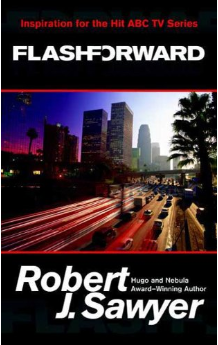 Inspiration for the Hit ABC TV Series
FLASHFORWARD
Robert
J. Sawyer
Hugo and Nebula
Award–Winning Author